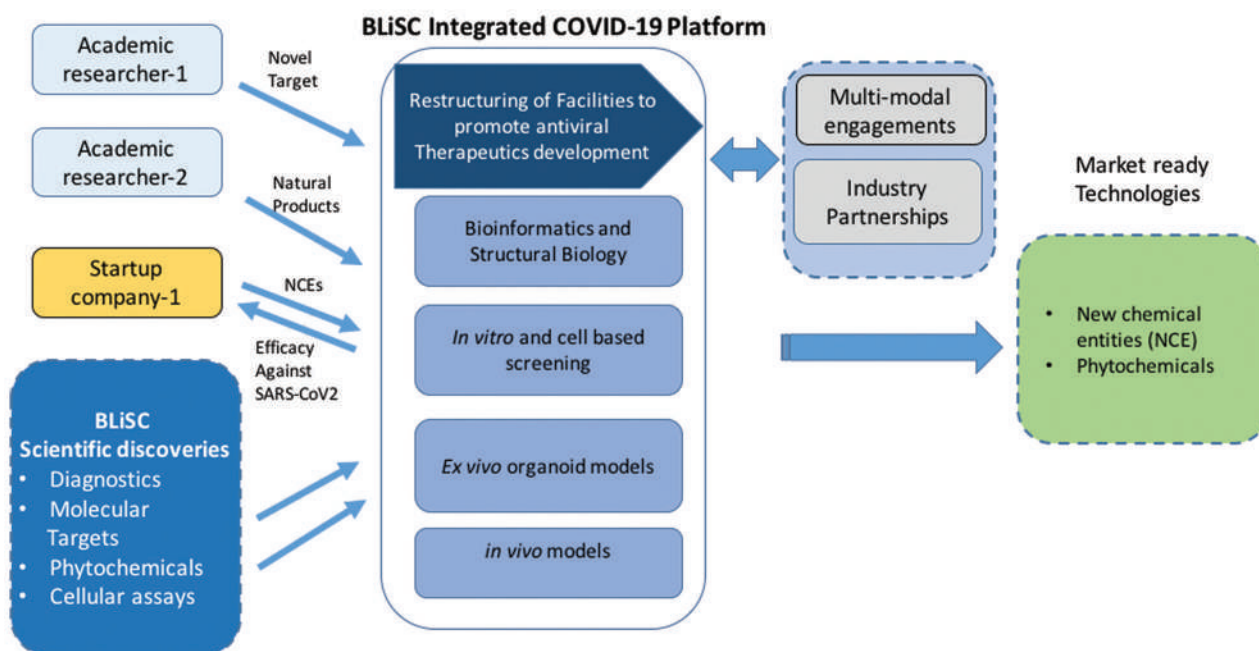 BLiSC Integrated COVID-19 Platform
Academic
researcher-1
Novel
Target
Academic
researcher-2
Natural
Products
Startup
company-1
NCEs
Efficacy
Against
SARS-CoV2
BLiSC
Scientific discoveries
• Diagnostics
• Molecular
Targets
• Phytochemicals
• Cellular assays
Restructuring of Facilities to
promote antiviral
Therapeutics development
Bioinformatics and
Structural Biology
In vitro and cell based
screening
Ex vivo organoid models
in vivo models
Multi-modal
engagements
Industry
Partnerships
Market ready
Technologies
• New chemical
entities (NCE)
• Phytochemicals